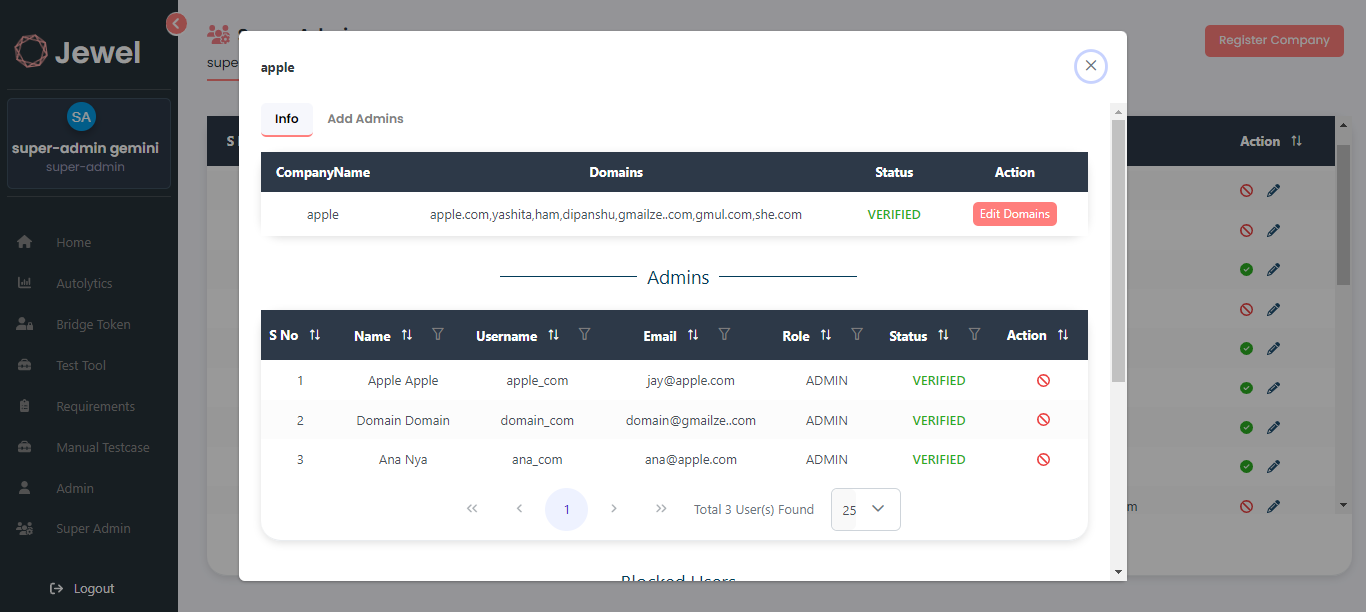 Jewel
SA
super-admin gemini
super-admin
Home
Autolytics
Bridge Token
Test Tool
Requirements
Manual Testcase
Admin
Super Admin
Logout
Register Company
Action
apple
Info Add Admins
CompanyName Domains Status Action
apple apple.com,yashita,ham,dipanshu,gmailze..com,gmul.com,she.com VERIFIED Edit Domains
Admins
S No Name Username Email Role Status Action
1 Apple Apple apple_com jay@apple.com ADMIN VERIFIED
2 Domain Domain domain_com domain@gmailze..com ADMIN VERIFIED
3 Ana Nya ana_com ana@apple.com ADMIN VERIFIED
1 Total 3 User(s) Found 25
Blocked Users